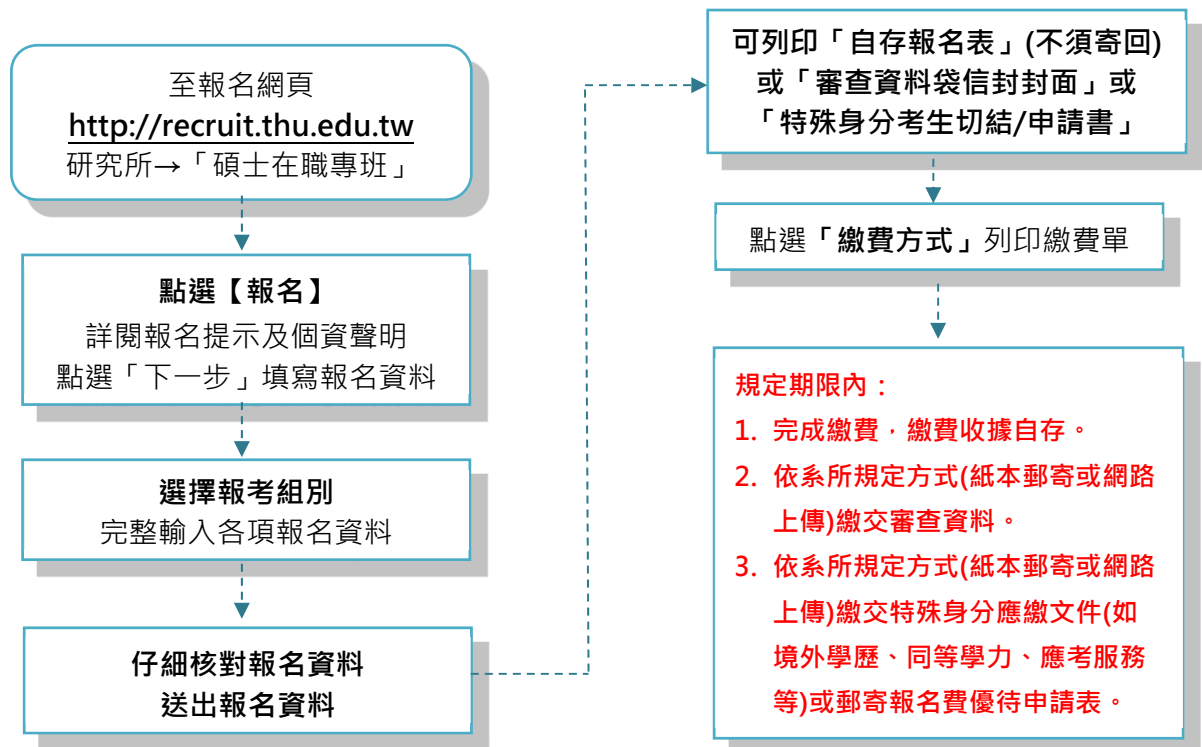 至報名網頁
http://recruit.thu.edu.tw
研究所→「碩士在職專班」
點選【報名】
詳閱報名提示及個資聲明
點選「下一步」填寫報名資料
選擇報考組別
完整輸入各項報名資料
仔細核對報名資料
送出報名資料
可列印「自存報名表」(不須寄回)
或「審查資料袋信封封面」或
「特殊身分考生切結/申請書」
點選「繳費方式」列印繳費單
規定期限內：
1. 完成繳費，繳費收據自存。
2. 依系所規定方式(紙本郵寄或網路
上傳)繳交審查資料。
3. 依系所規定方式(紙本郵寄或網路
上傳)繳交特殊身分應繳文件(如
境外學歷、同等學力、應考服務
等)或郵寄報名費優待申請表。